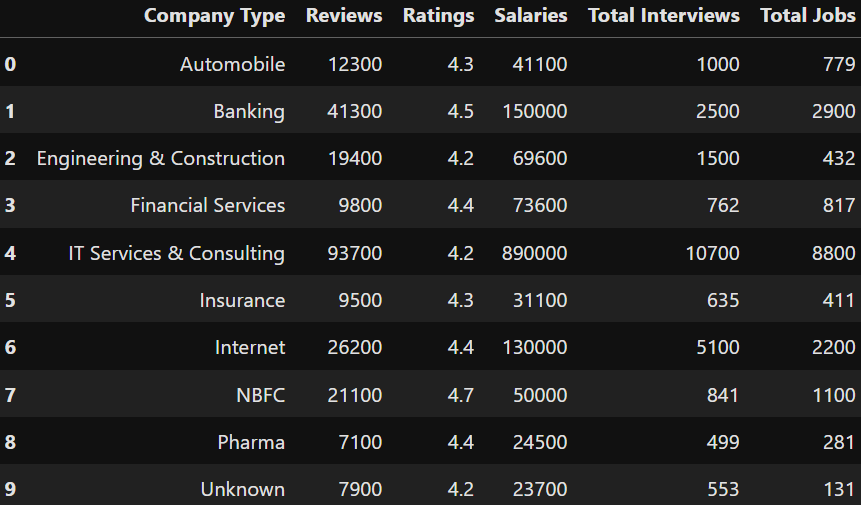 Company Type Reviews Ratings Salaries Total Interviews Total Jobs
0 Automobile 12300 4.3 41100 1000 779
1 Banking 41300 4.5 150000 2500 2900
2 Engineering & Construction 19400 4.2 69600 1500 432
3 Financial Services 9800 4.4 73600 762 817
4 IT Services & Consulting 93700 4.2 890000 10700 8800
5 Insurance 9500 4.3 31100 635 411
6 Internet 26200 4.4 130000 5100 2200
7 NBFC 21100 4.7 50000 841 1100
8 Pharma 7100 4.4 24500 499 281
9 Unknown 7900 4.2 23700 553 131